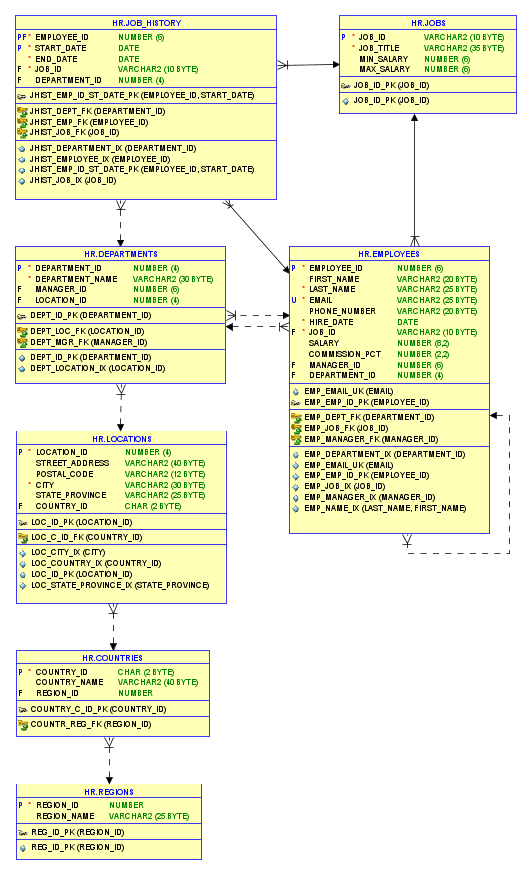 HR.JOB_HISTORY
PF * EMPLOYEE_ID NUMBER (6)
P * START_DATE DATE
* END_DATE DATE
F * JOB_ID VARCHAR2 (10 BYTE)
F DEPARTMENT_ID NUMBER (4)
JHIST_EMP_ID_ST_DATE_PK (EMPLOYEE_ID, START_DATE)
JHIST_DEPT_FK (DEPARTMENT_ID)
JHIST_EMP_FK (EMPLOYEE_ID)
JHIST_JOB_FK (JOB_ID)
JHIST_DEPARTMENT_IX (DEPARTMENT_ID)
JHIST_EMPLOYEE_IX (EMPLOYEE_ID)
JHIST_EMP_ID_ST_DATE_PK (EMPLOYEE_ID, START_DATE)
JHIST_JOB_IX (JOB_ID)
HR.JOBS
P * JOB_ID VARCHAR2 (10 BYTE)
* JOB_TITLE VARCHAR2 (35 BYTE)
MIN_SALARY NUMBER (6)
MAX_SALARY NUMBER (6)
JOB_ID_PK (JOB_ID)
JOB_ID_PK (JOB_ID)
HR.DEPARTMENTS
P * DEPARTMENT_ID NUMBER (4)
* DEPARTMENT_NAME VARCHAR2 (30 BYTE)
F MANAGER_ID NUMBER (6)
F LOCATION_ID NUMBER (4)
DEPT_ID_PK (DEPARTMENT_ID)
DEPT_LOC_FK (LOCATION_ID)
DEPT_MGR_FK (MANAGER_ID)
DEPT_ID_PK (DEPARTMENT_ID)
DEPT_LOCATION_IX (LOCATION_ID)
HR.EMPLOYEES
P * EMPLOYEE_ID NUMBER (6)
FIRST_NAME VARCHAR2 (20 BYTE)
* LAST_NAME VARCHAR2 (25 BYTE)
U * EMAIL VARCHAR2 (25 BYTE)
PHONE_NUMBER VARCHAR2 (20 BYTE)
* HIRE_DATE DATE
F * JOB_ID VARCHAR2 (10 BYTE)
SALARY NUMBER (8,2)
COMMISSION_PCT NUMBER (2,2)
F MANAGER_ID NUMBER (6)
F DEPARTMENT_ID NUMBER (4)
EMP_EMAIL_UK (EMAIL)
EMP_EMP_ID_PK (EMPLOYEE_ID)
EMP_DEPT_FK (DEPARTMENT_ID)
EMP_JOB_FK (JOB_ID)
EMP_MANAGER_FK (MANAGER_ID)
EMP_DEPARTMENT_IX (DEPARTMENT_ID)
EMP_EMAIL_UK (EMAIL)
EMP_EMP_ID_PK (EMPLOYEE_ID)
EMP_JOB_IX (JOB_ID)
EMP_MANAGER_IX (MANAGER_ID)
EMP_NAME_IX (LAST_NAME, FIRST_NAME)
HR.LOCATIONS
P * LOCATION_ID NUMBER (4)
STREET_ADDRESS VARCHAR2 (40 BYTE)
POSTAL_CODE VARCHAR2 (12 BYTE)
* CITY VARCHAR2 (30 BYTE)
STATE_PROVINCE VARCHAR2 (25 BYTE)
F COUNTRY_ID CHAR (2 BYTE)
LOC_ID_PK (LOCATION_ID)
LOC_C_ID_FK (COUNTRY_ID)
LOC_CITY_IX (CITY)
LOC_COUNTRY_IX (COUNTRY_ID)
LOC_ID_PK (LOCATION_ID)
LOC_STATE_PROVINCE_IX (STATE_PROVINCE)
HR.COUNTRIES
P * COUNTRY_ID CHAR (2 BYTE)
COUNTRY_NAME VARCHAR2 (40 BYTE)
F REGION_ID NUMBER
COUNTRY_C_ID_PK (COUNTRY_ID)
COUNTR_REG_FK (REGION_ID)
HR.REGIONS
P * REGION_ID NUMBER
REGION_NAME VARCHAR2 (25 BYTE)
REG_ID_PK (REGION_ID)
REG_ID_PK (REGION_ID)